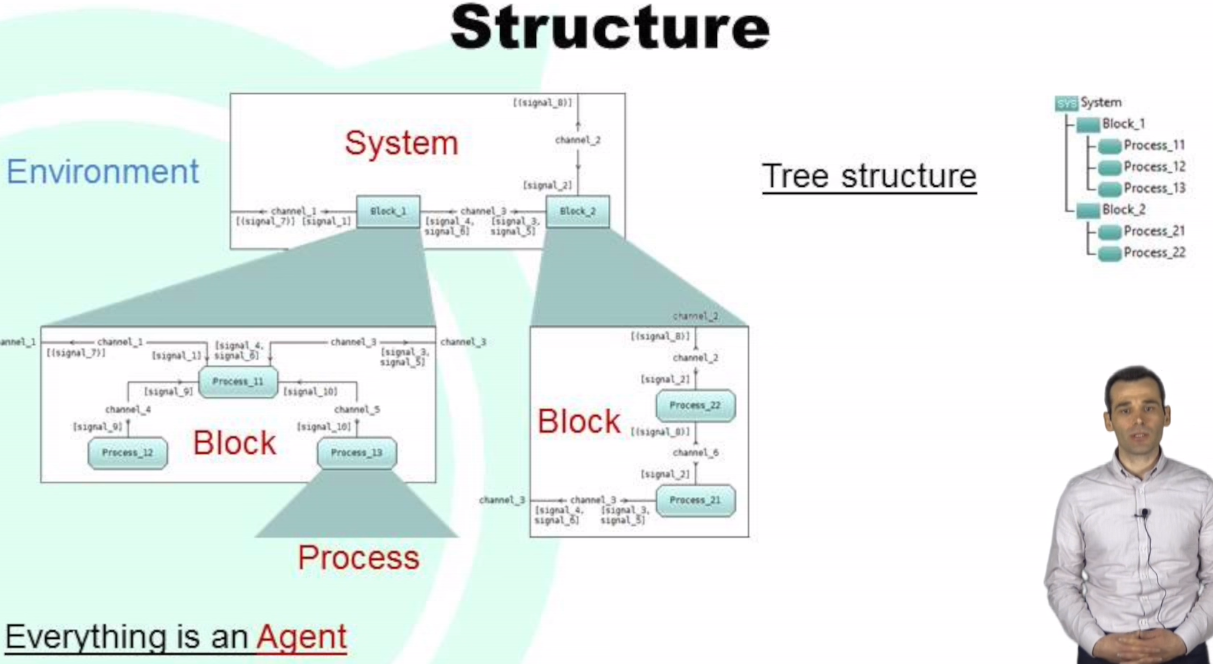 Structure
Environment
System
[(signal_8)]
channel_2
[signal_2]
channel_1
[(signal_7)] [signal_1]
Block_1
channel_3
[signal_4,
signal_6]
[signal_3,
signal_5]
Block_2
Tree structure
SYS System
Block_1
Process_11
Process_12
Process_13
Block_2
Process_21
Process_22
annel_1
channel_1
[(signal_7)]
[signal_1]
[signal_4,
signal_6]
channel_3
[signal_3,
signal_5]
channel_3
Process_11
[signal_9]
[signal_10]
channel_4
channel_5
[signal_9]
[signal_10]
Process_12
Block
Process_13
Process
channel_2
[(signal_8)]
channel_2
[signal_2]
Process_22
Block
[(signal_8)]
channel_6
[signal_2]
channel_3
channel_3
[signal_4,
signal_6]
[signal_3,
signal_5]
Process_21
Everything is an Agent